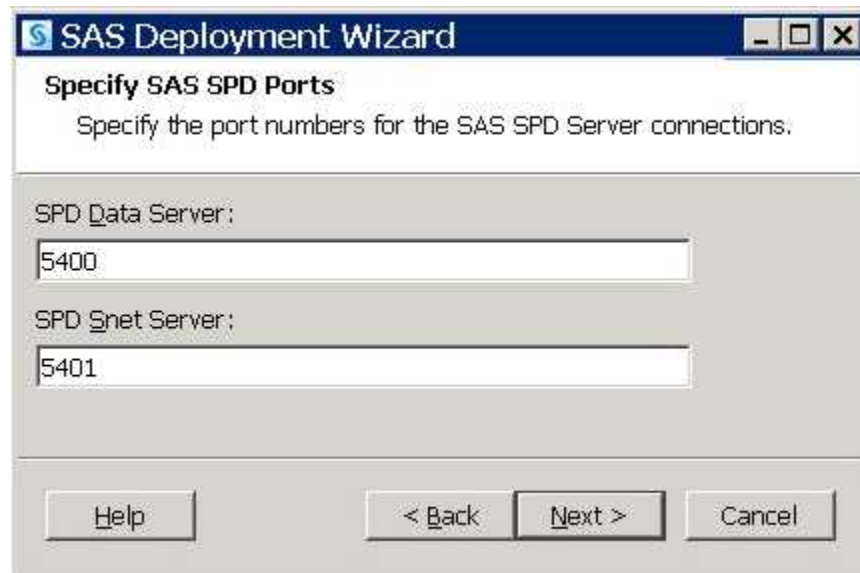 SAS Deployment Wizard
Specify SAS SPD Ports
Specify the port numbers for the SAS SPD Server connections.
SPD Data Server:
5400
SPD Snet Server:
5401
Help
< Back
Next >
Cancel